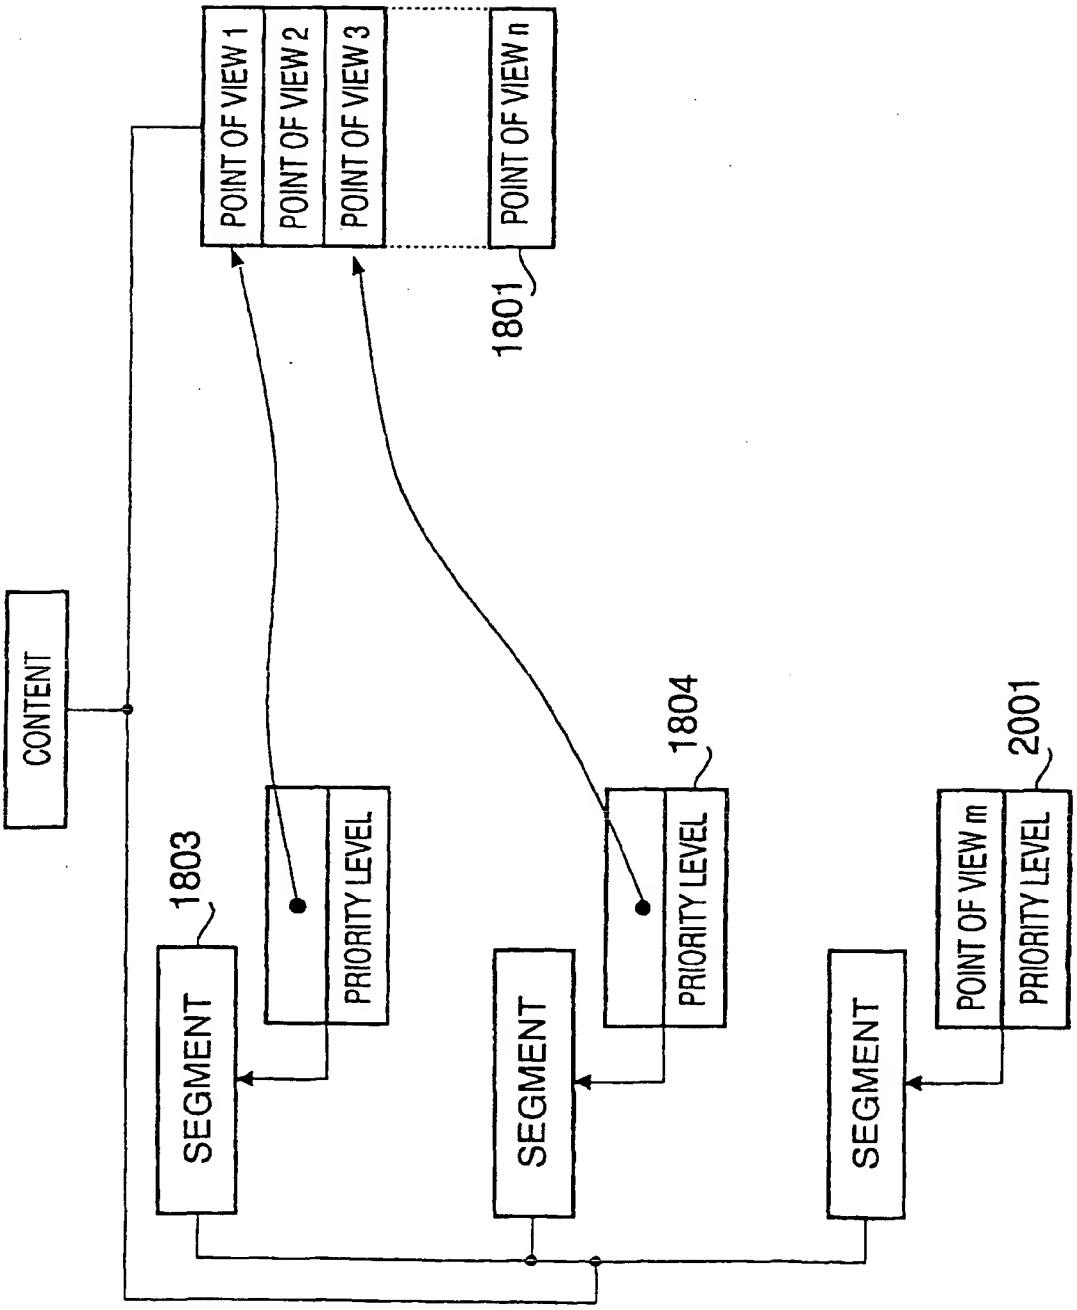 CONTENT
1803
SEGMENT
PRIORITY LEVEL
SEGMENT
PRIORITY LEVEL
1804
SEGMENT
POINT OF VIEW m
PRIORITY LEVEL
2001
POINT OF VIEW 1
POINT OF VIEW 2
POINT OF VIEW 3
POINT OF VIEW n
1801